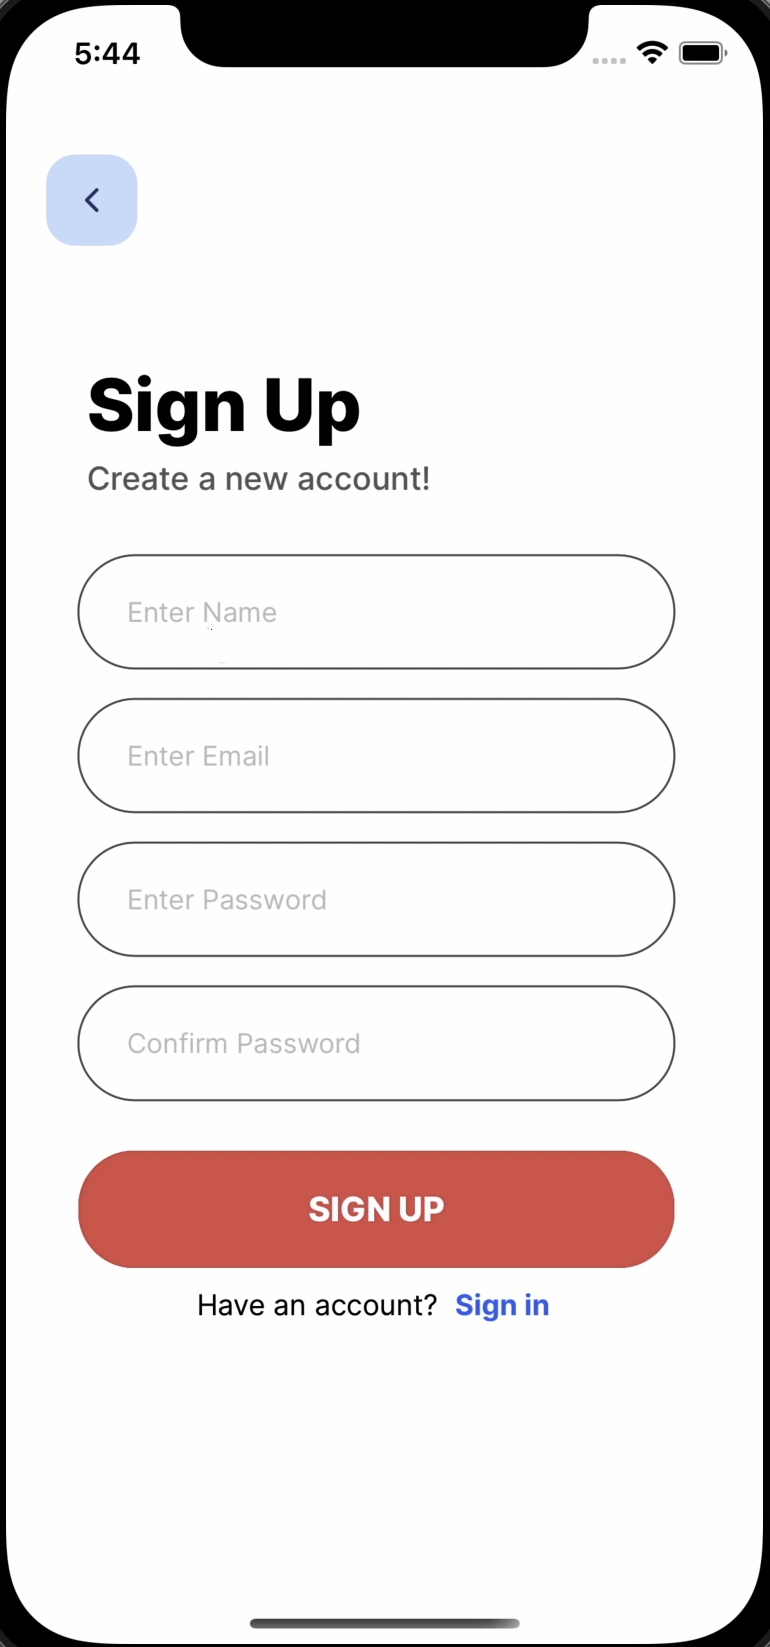 5:44
Sign Up
Create a new account!
Enter Name
Enter Email
Enter Password
Confirm Password
SIGN UP
Have an account? Sign in